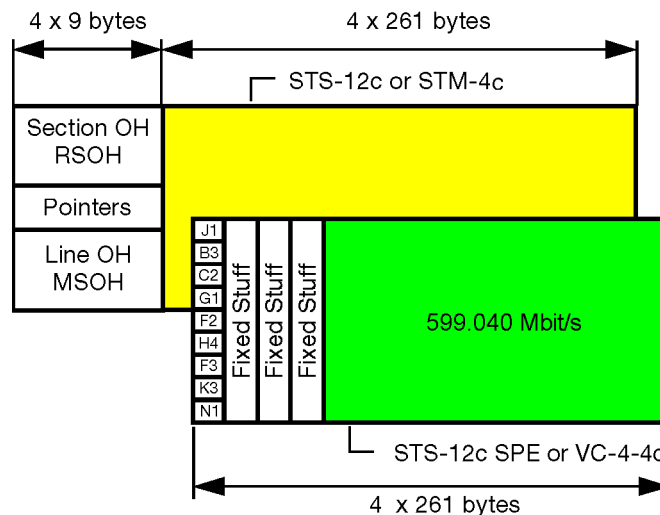 4 x 9 bytes
4 x 261 bytes
STS-12c or STM-4c
Section OH
RSOH
Pointers
Line OH
MSOH
J1
B3
C2
G1
F2
H4
F3
K3
N1
Fixed Stuff
Fixed Stuff
Fixed Stuff
599.040 Mbit/s
STS-12c SPE or VC-4-4c
4 x 261 bytes